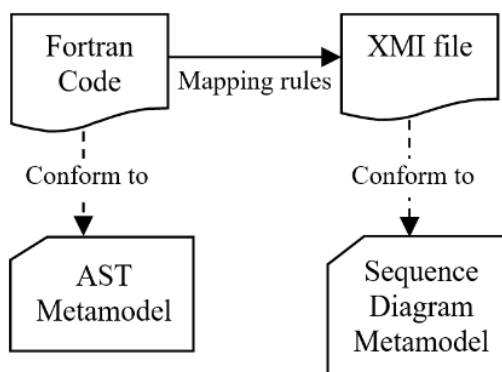 Fortran
Code
Mapping rules
XMI file
Conform to
Conform to
AST
Metamodel
Sequence
Diagram
Metamodel